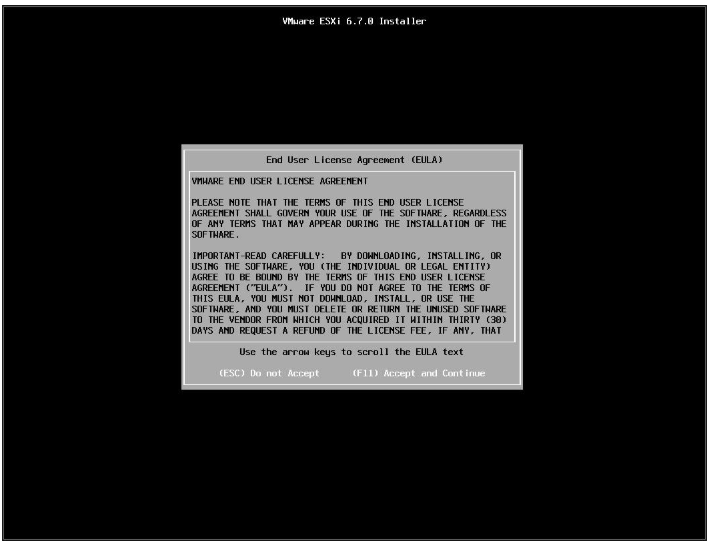 VMware ESXi 6.7.0 Installer
End User License Agreement (EULA)
VMWARE END USER LICENSE AGREEMENT
PLEASE NOTE THAT THE TERMS OF THIS END USER LICENSE
AGREEMENT SHALL GOVERN YOUR USE OF THE SOFTWARE, REGARDLESS
OF ANY TERMS THAT MAY APPEAR DURING THE INSTALLATION OF THE
SOFTWARE.
IMPORTANT-READ CAREFULLY:   BY DOWNLOADING, INSTALLING, OR
USING THE SOFTWARE, YOU (THE INDIVIDUAL OR LEGAL ENTITY)
AGREE TO BE BOUND BY THE TERMS OF THIS END USER LICENSE
AGREEMENT ("EULA").  IF YOU DO NOT AGREE TO THE TERMS OF
THIS EULA, YOU MUST NOT DOWNLOAD, INSTALL, OR USE THE
SOFTWARE, AND YOU MUST DELETE OR RETURN THE UNUSED SOFTWARE
TO THE VENDOR FROM WHICH YOU ACQUIRED IT WITHIN THIRTY (30)
DAYS AND REQUEST A REFUND OF THE LICENSE FEE, IF ANY, THAT
Use the arrow keys to scroll the EULA text
(ESC) Do not Accept     (F11) Accept and Continue